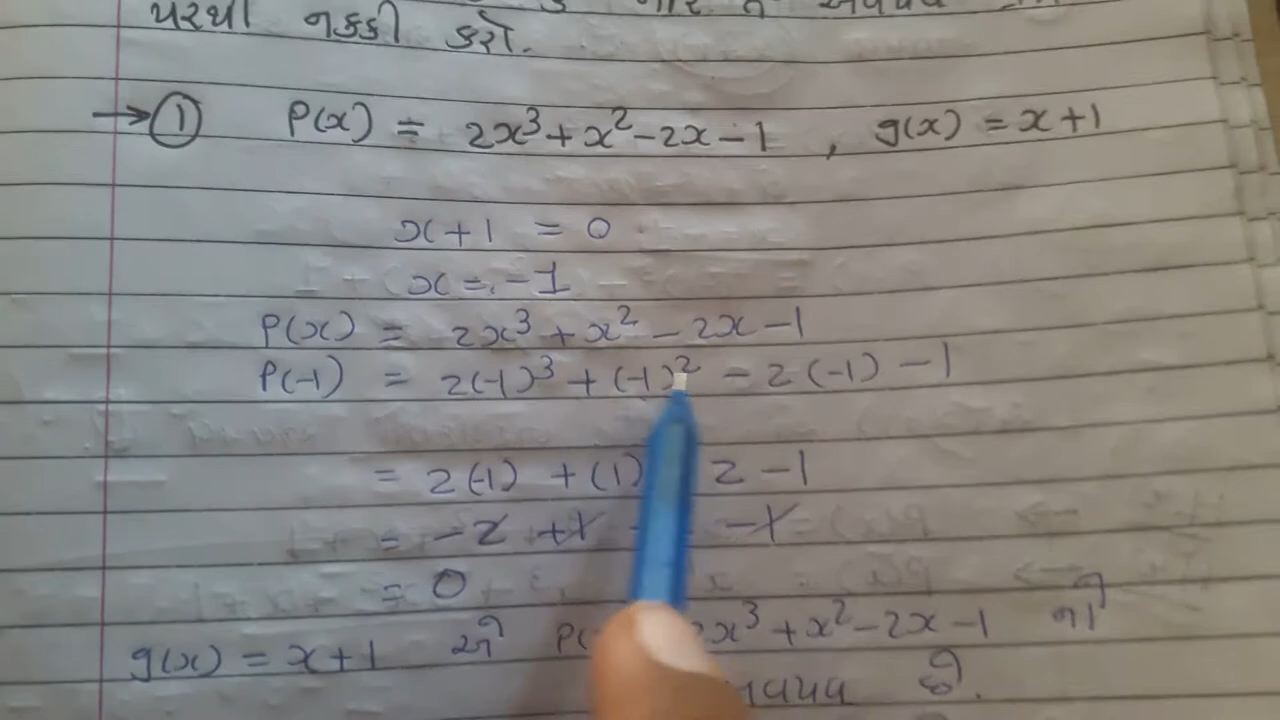 પરથી નક્કી કરો.
→ ① P(x) = 2x³ + x² - 2x - 1 , g(x) = x + 1
x + 1 = 0
x = -1
P(x) = 2x³ + x² - 2x - 1
P(-1) = 2(-1)³ + (-1)² - 2(-1) - 1
= 2(-1) + (1) 2 - 1
= -2 + 1 - 1
= 0
g(x) = x + 1 એ P( 2x³ + x² - 2x - 1 નો
છે.